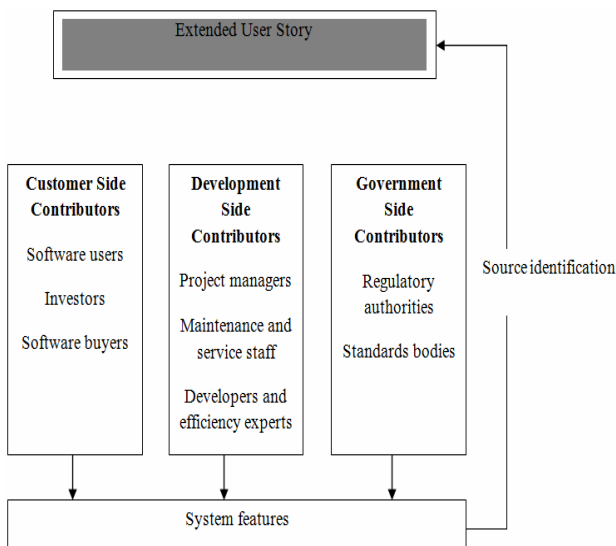 Extended User Story
Customer Side
Contributors
Software users
Investors
Software buyers
Development
Side
Contributors
Project managers
Maintenance and
service staff
Developers and
efficiency experts
Government
Side
Contributors
Regulatory
authorities
Standards bodies
Source identification
System features